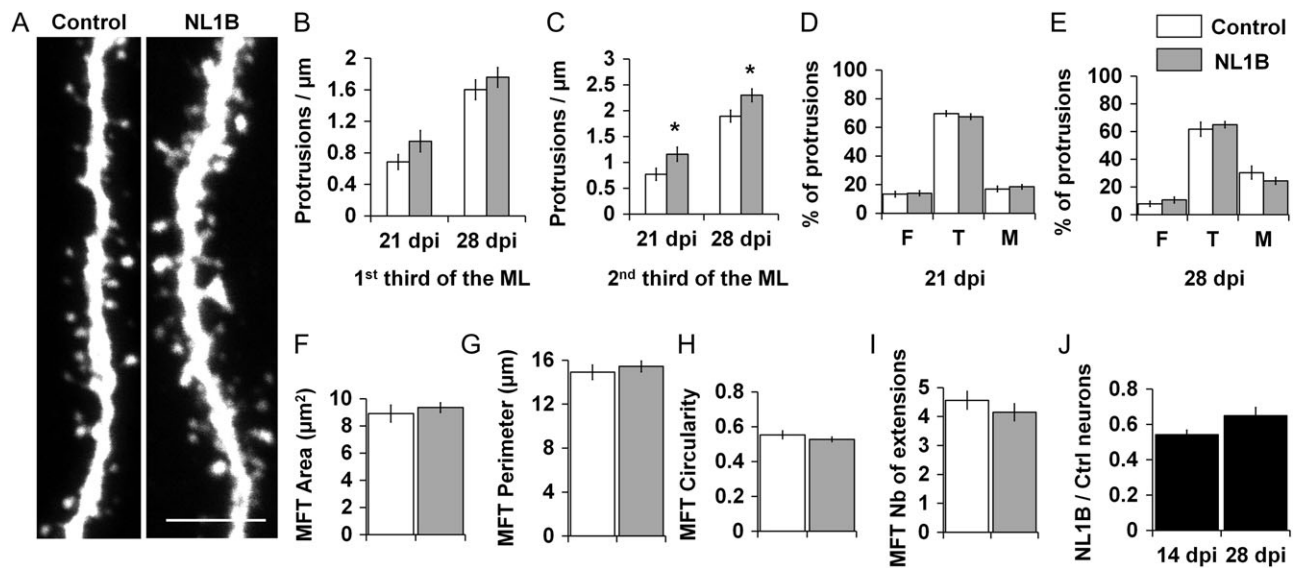 A
Control
NL1B
B
Protrusions / µm
2
1.6
1.2
0.8
0.4
0
21 dpi
28 dpi
1st third of the ML
C
Protrusions / µm
3
2.5
2
1.5
1
0.5
0
*
*
21 dpi
28 dpi
2nd third of the ML
D
% of protrusions
100
80
60
40
20
0
F
T
M
21 dpi
E
Control
NL1B
% of protrusions
100
80
60
40
20
0
F
T
M
28 dpi
F
MFT Area (µm2)
10
8
6
4
2
0
G
MFT Perimeter (µm)
16
12
8
4
0
H
MFT Circularity
0.8
0.6
0.4
0.2
0
I
MFT Nb of extensions
5
4
3
2
1
0
J
NL1B / Ctrl neurons
0.8
0.6
0.4
0.2
0
14 dpi
28 dpi